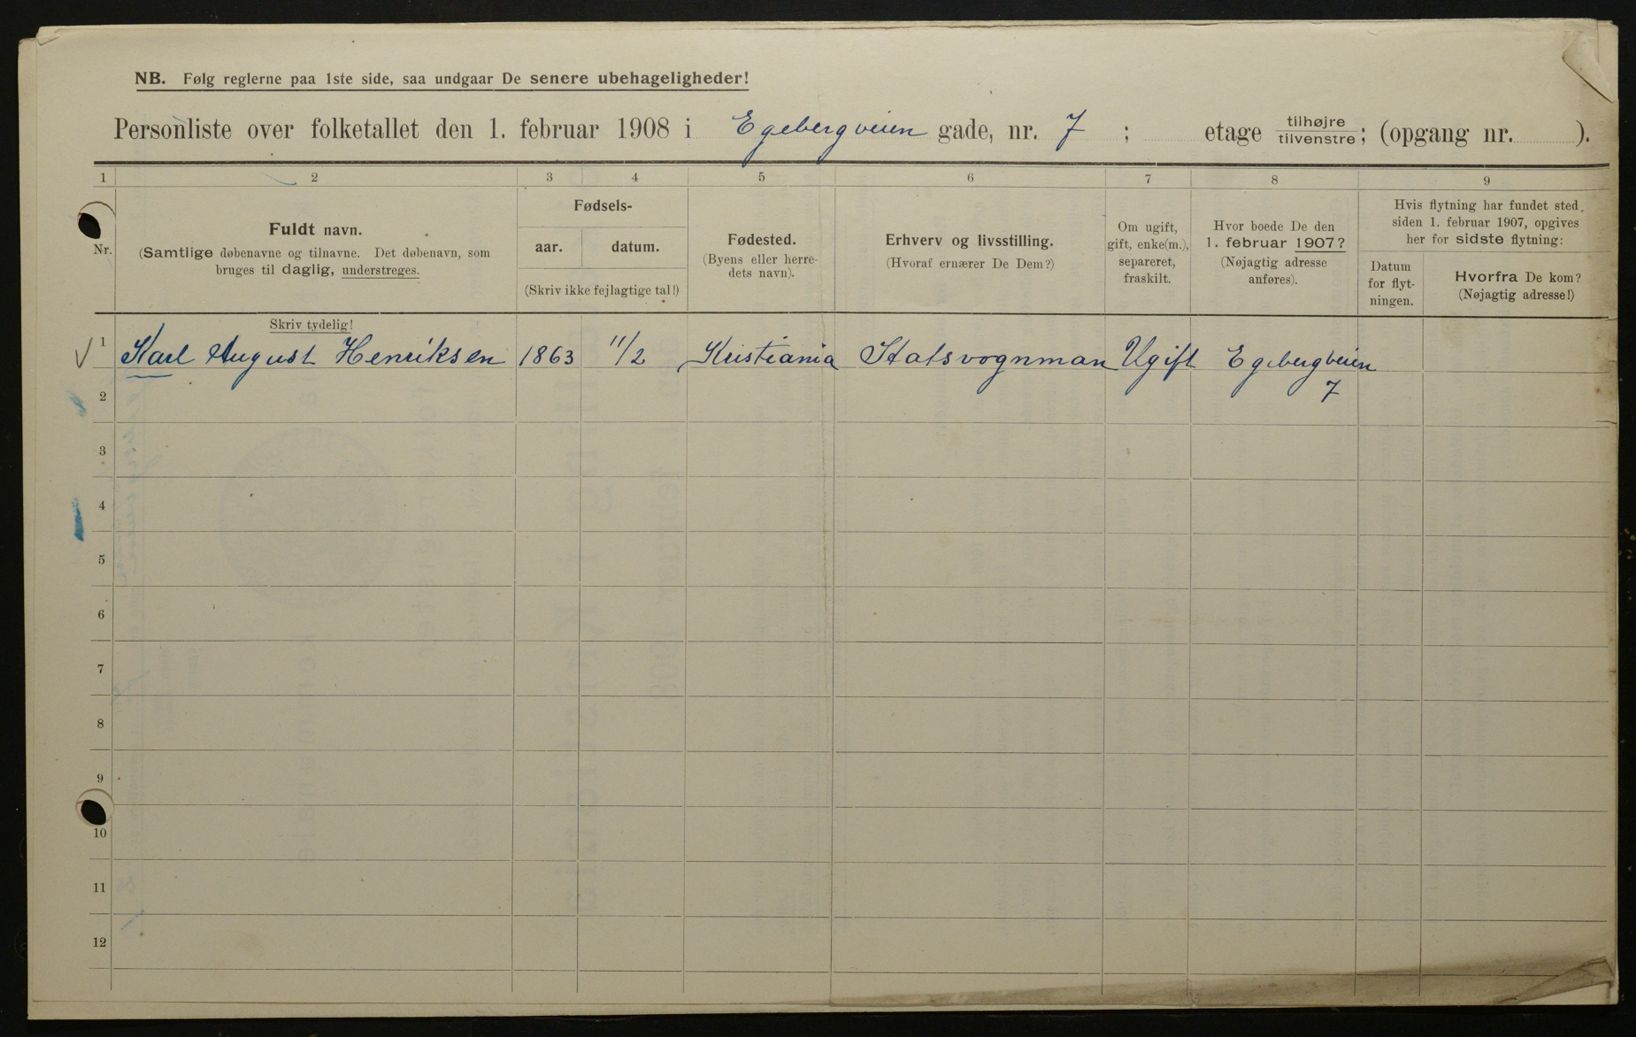 NB. Følg reglerne paa 1ste side, saa undgaar De senere ubehageligheder!
Personliste over folketallet den 1. februar 1908 i Egebergveien gade, nr. 7 ; etage tilhøjre tilvenstre; (opgang nr. ).
1 2 3 4 5 6 7 8 9
Nr.
Fuldt navn.
(Samtlige døbenavne og tilnavne. Det døbenavn, som
bruges til daglig, understreges.
Skriv tydelig!
Fødsels-
aar. datum.
(Skriv ikke fejlagtige tal!)
Fødested.
(Byens eller herre-
dets navn).
Erhverv og livsstilling.
(Hvoraf ernærer De Dem?)
Om ugift,
gift, enke(m.),
separeret,
fraskilt.
Hvor boede De den
1. februar 1907?
(Nøjagtig adresse
anføres).
Hvis flytning har fundet sted
siden 1. februar 1907, opgives
her for sidste flytning:
Datum
for flyt-
ningen.
Hvorfra De kom?
(Nøjagtig adresse!)
1 Karl August Henriksen 1863 11/2 Kristiania Statsvognman Ugift Egebergveien
7
2
3
4
5
6
7
8
9
10
11
12